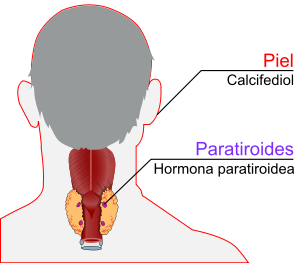 Piel
Calcifediol
Paratiroides
Hormona paratiroidea